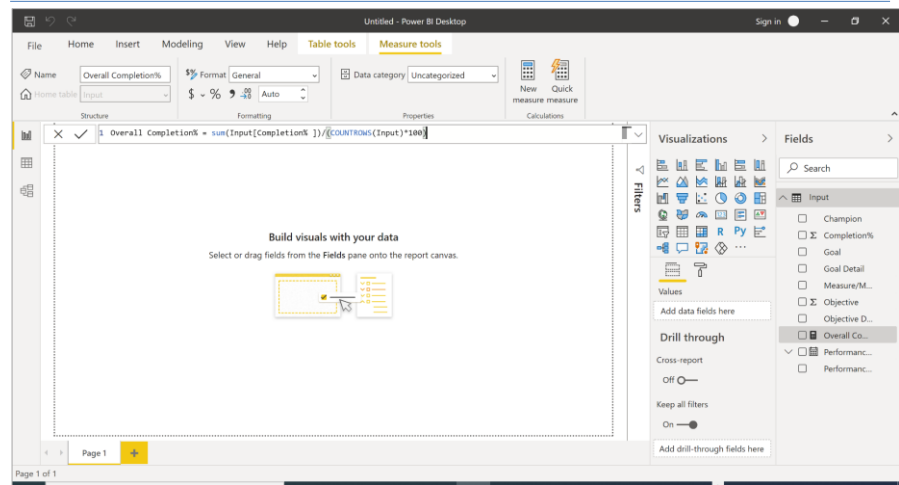 Untitled - Power BI Desktop
Sign in
File
Home
Insert
Modeling
View
Help
Table tools
Measure tools
Name
Overall Completion%
$% Format
General
Data category
Uncategorized
New measure
Quick measure
Home table
Input
$ % 9 .00 Auto
Structure
Formatting
Properties
Calculations
1 Overall Completion% = sum(Input[Completion% ])/(COUNTROWS(Input)*100)
Filters
Build visuals with your data
Select or drag fields from the Fields pane onto the report canvas.
Visualizations
R Py
Values
Add data fields here
Drill through
Cross-report
Off
Keep all filters
On
Add drill-through fields here
Fields
Search
Input
Champion
Σ Completion%
Goal
Goal Detail
Measure/M...
Σ Objective
Objective D...
Overall Co...
Performanc...
Performanc...
Page 1
Page 1 of 1